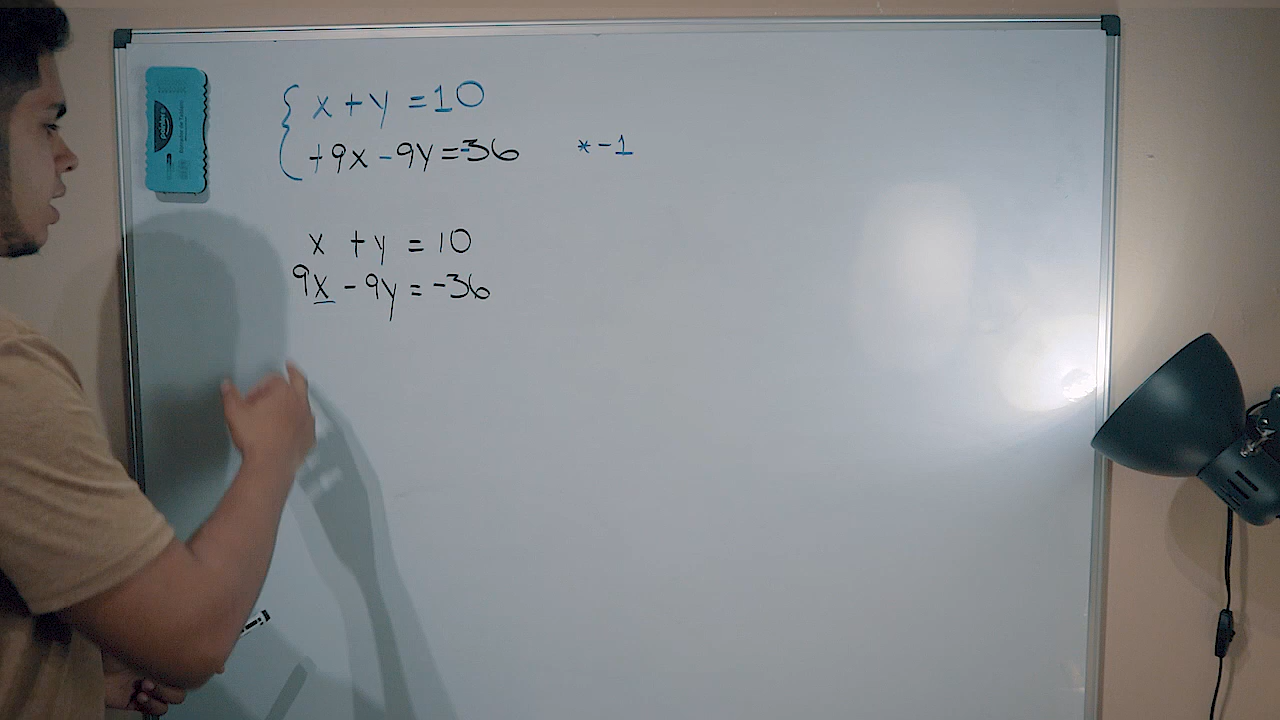 x + y = 10
+9x - 9y = -36 * -1
x + y = 10
9x - 9y = -36